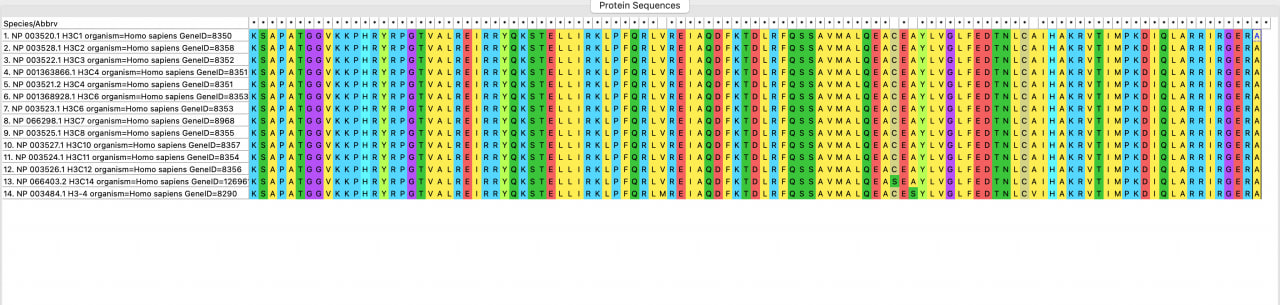 Protein Sequences
Species/Abbrv
1. NP 003520.1 H3C1 organism=Homo sapiens GeneID=8350 K S A P A T G G V K K P H R Y R P G T V A L R E I R R Y Q K S T E L L I R K L P F Q R L V R E I A Q D F K T D L R F Q S S A V M A L Q E A C E A Y L V G L F E D T N L C A I H A K R V T I M P K D I Q L A R R I R G E R A
2. NP 003528.1 H3C2 organism=Homo sapiens GeneID=8358 K S A P A T G G V K K P H R Y R P G T V A L R E I R R Y Q K S T E L L I R K L P F Q R L V R E I A Q D F K T D L R F Q S S A V M A L Q E A C E A Y L V G L F E D T N L C A I H A K R V T I M P K D I Q L A R R I R G E R A
3. NP 003522.1 H3C3 organism=Homo sapiens GeneID=8352 K S A P A T G G V K K P H R Y R P G T V A L R E I R R Y Q K S T E L L I R K L P F Q R L V R E I A Q D F K T D L R F Q S S A V M A L Q E A C E A Y L V G L F E D T N L C A I H A K R V T I M P K D I Q L A R R I R G E R A
4. NP 001363866.1 H3C4 organism=Homo sapiens GeneID=8351 K S A P A T G G V K K P H R Y R P G T V A L R E I R R Y Q K S T E L L I R K L P F Q R L V R E I A Q D F K T D L R F Q S S A V M A L Q E A C E A Y L V G L F E D T N L C A I H A K R V T I M P K D I Q L A R R I R G E R A
5. NP 003521.2 H3C4 organism=Homo sapiens GeneID=8351 K S A P A T G G V K K P H R Y R P G T V A L R E I R R Y Q K S T E L L I R K L P F Q R L V R E I A Q D F K T D L R F Q S S A V M A L Q E A C E A Y L V G L F E D T N L C A I H A K R V T I M P K D I Q L A R R I R G E R A
6. NP 001368928.1 H3C6 organism=Homo sapiens GeneID=8353 K S A P A T G G V K K P H R Y R P G T V A L R E I R R Y Q K S T E L L I R K L P F Q R L V R E I A Q D F K T D L R F Q S S A V M A L Q E A C E A Y L V G L F E D T N L C A I H A K R V T I M P K D I Q L A R R I R G E R A
7. NP 003523.1 H3C6 organism=Homo sapiens GeneID=8353 K S A P A T G G V K K P H R Y R P G T V A L R E I R R Y Q K S T E L L I R K L P F Q R L V R E I A Q D F K T D L R F Q S S A V M A L Q E A C E A Y L V G L F E D T N L C A I H A K R V T I M P K D I Q L A R R I R G E R A
8. NP 066298.1 H3C7 organism=Homo sapiens GeneID=8968 K S A P A T G G V K K P H R Y R P G T V A L R E I R R Y Q K S T E L L I R K L P F Q R L V R E I A Q D F K T D L R F Q S S A V M A L Q E A C E A Y L V G L F E D T N L C A I H A K R V T I M P K D I Q L A R R I R G E R A
9. NP 003525.1 H3C8 organism=Homo sapiens GeneID=8355 K S A P A T G G V K K P H R Y R P G T V A L R E I R R Y Q K S T E L L I R K L P F Q R L V R E I A Q D F K T D L R F Q S S A V M A L Q E A C E A Y L V G L F E D T N L C A I H A K R V T I M P K D I Q L A R R I R G E R A
10. NP 003527.1 H3C10 organism=Homo sapiens GeneID=8357 K S A P A T G G V K K P H R Y R P G T V A L R E I R R Y Q K S T E L L I R K L P F Q R L V R E I A Q D F K T D L R F Q S S A V M A L Q E A C E A Y L V G L F E D T N L C A I H A K R V T I M P K D I Q L A R R I R G E R A
11. NP 003524.1 H3C11 organism=Homo sapiens GeneID=8354 K S A P A T G G V K K P H R Y R P G T V A L R E I R R Y Q K S T E L L I R K L P F Q R L V R E I A Q D F K T D L R F Q S S A V M A L Q E A C E A Y L V G L F E D T N L C A I H A K R V T I M P K D I Q L A R R I R G E R A
12. NP 003526.1 H3C12 organism=Homo sapiens GeneID=8356 K S A P A T G G V K K P H R Y R P G T V A L R E I R R Y Q K S T E L L I R K L P F Q R L V R E I A Q D F K T D L R F Q S S A V M A L Q E A C E A Y L V G L F E D T N L C A I H A K R V T I M P K D I Q L A R R I R G E R A
13. NP 066403.2 H3C14 organism=Homo sapiens GeneID=12696 K S A P A T G G V K K P H R Y R P G T V A L R E I R R Y Q K S T E L L I R K L P F Q R L V R E I A Q D F K T D L R F Q S S A V M A L Q E A S E A Y L V G L F E D T N L C A I H A K R V T I M P K D I Q L A R R I R G E R A
14. NP 003484.1 H3-4 organism=Homo sapiens GeneID=8290 K S A P A T G G V K K P H R Y R P G T V A L R E I R R Y Q K S T E L L I R K L P F Q R L M R E I A Q D F K T D L R F Q S S A V M A L Q E A C E S Y L V G L F E D T N L C V I H A K R V T I M P K D I Q L A R R I R G E R A